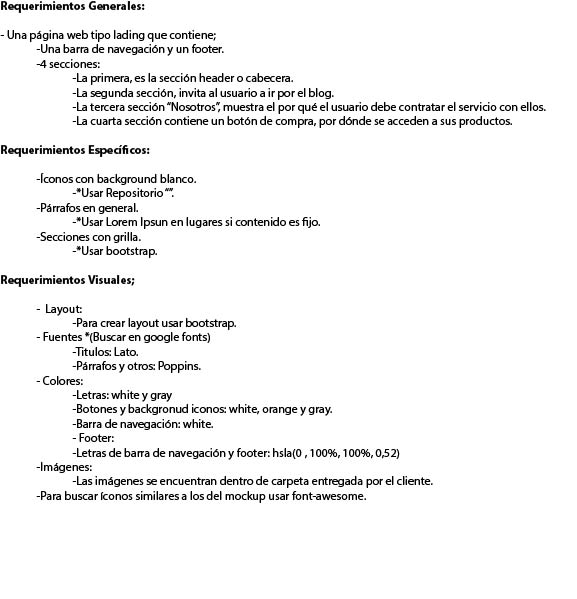 Requerimientos Generales:
- Una página web tipo lading que contiene;
-Una barra de navegación y un footer.
-4 secciones:
-La primera, es la sección header o cabecera.
-La segunda sección, invita al usuario a ir por el blog.
-La tercera sección “Nosotros”, muestra el por qué el usuario debe contratar el servicio con ellos.
-La cuarta sección contiene un botón de compra, por dónde se acceden a sus productos.
Requerimientos Específicos:
-Íconos con background blanco.
-*Usar Repositorio “”.
-Párrafos en general.
-*Usar Lorem Ipsun en lugares si contenido es fijo.
-Secciones con grilla.
-*Usar bootstrap.
Requerimientos Visuales;
- Layout:
-Para crear layout usar bootstrap.
- Fuentes *(Buscar en google fonts)
-Titulos: Lato.
-Párrafos y otros: Poppins.
- Colores:
-Letras: white y gray
-Botones y backgronud iconos: white, orange y gray.
-Barra de navegación: white.
- Footer:
-Letras de barra de navegación y footer: hsla(0 , 100%, 100%, 0,52)
-Imágenes:
-Las imágenes se encuentran dentro de carpeta entregada por el cliente.
-Para buscar íconos similares a los del mockup usar font-awesome.